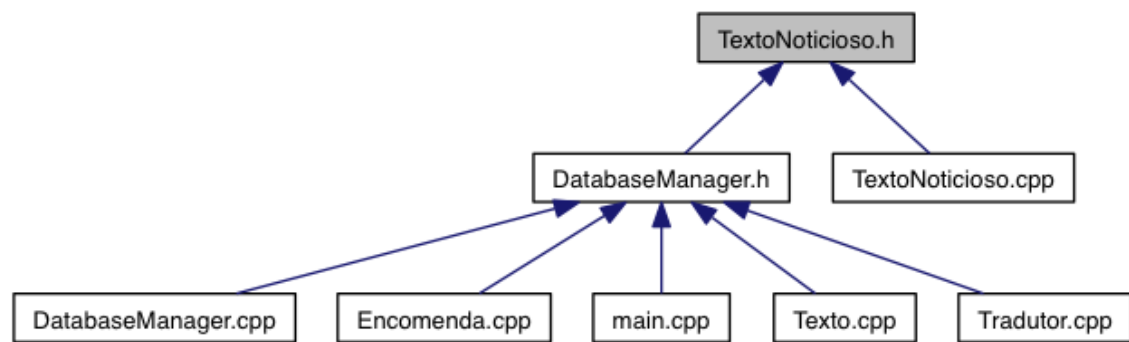 TextoNoticioso.h
DatabaseManager.h
TextoNoticioso.cpp
DatabaseManager.cpp
Encomenda.cpp
main.cpp
Texto.cpp
Tradutor.cpp